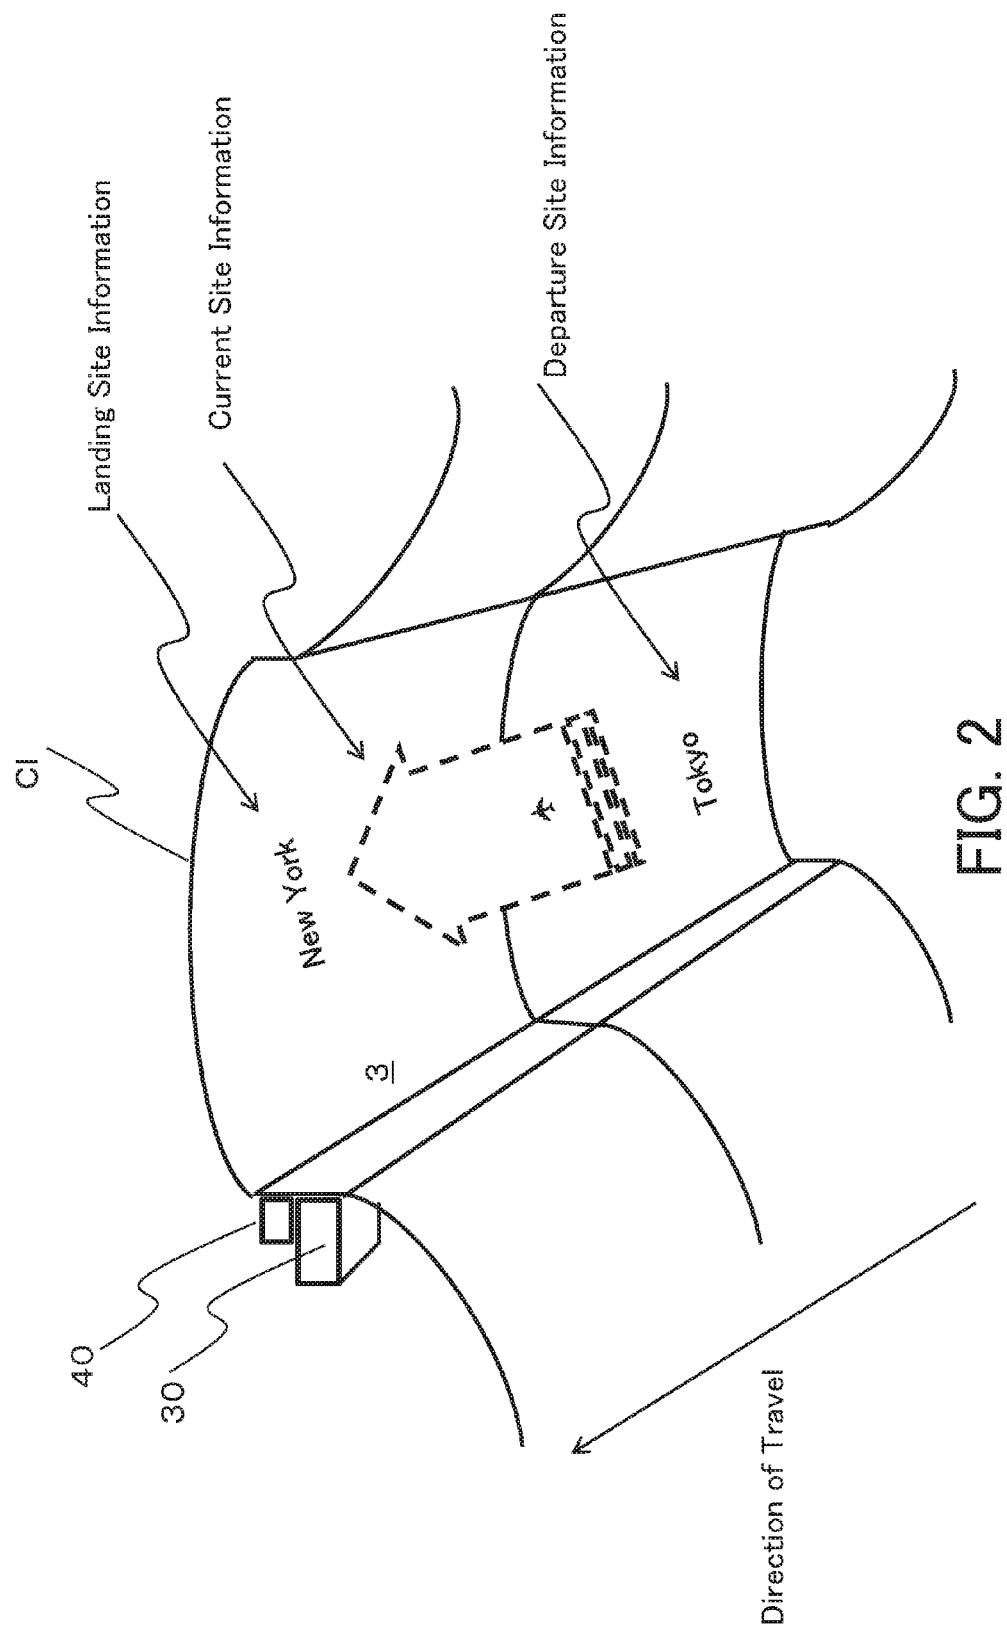 CI
Landing Site Information
Current Site Information
Departure Site Information
New York
Tokyo
3
40
30
Direction of Travel
FIG. 2